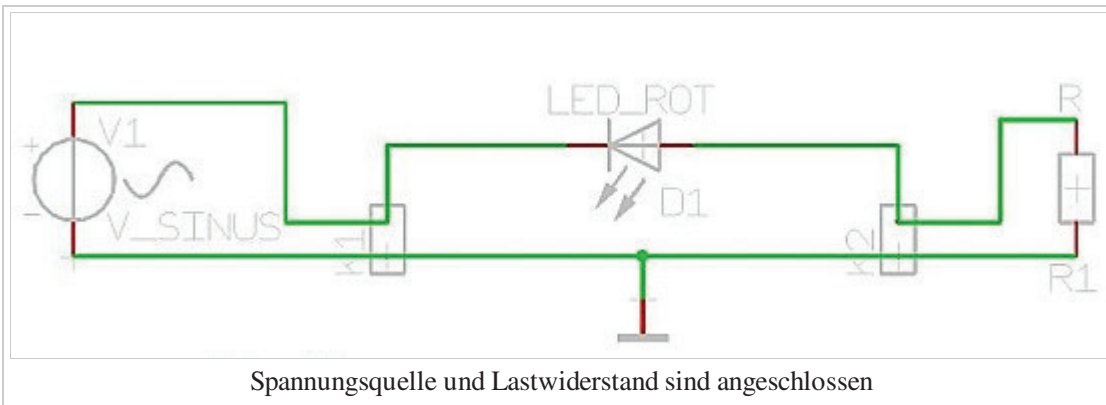 LED_ROT
R
V1
V_SINUS
D1
K1
K2
R1
Spannungsquelle und Lastwiderstand sind angeschlossen